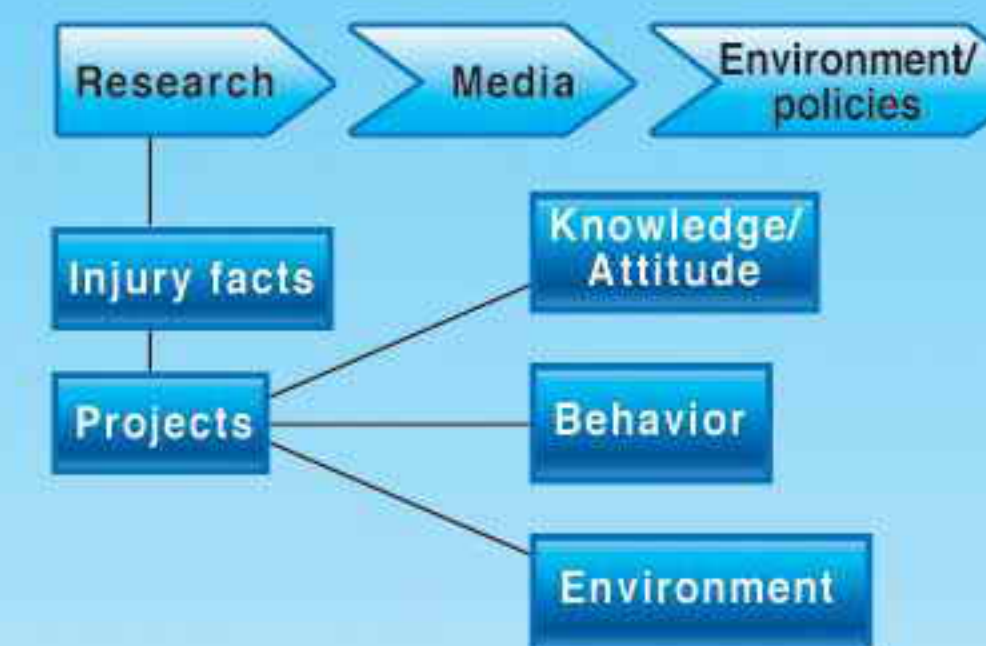 Research
Media
Environment/
policies
Injury facts
Knowledge/
Attitude
Projects
Behavior
Environment